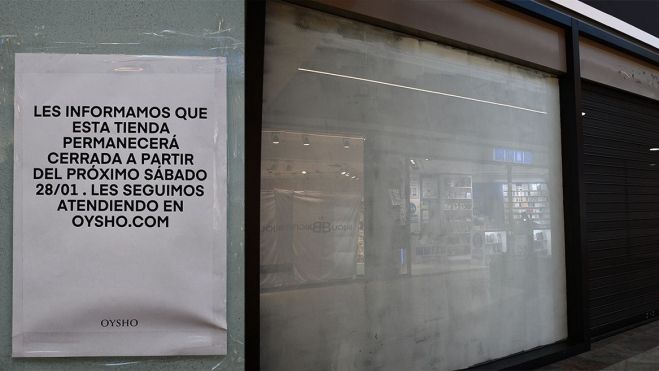 LES INFORMAMOS QUE
ESTA TIENDA
PERMANECERÁ
CERRADA A PARTIR
DEL PRÓXIMO SÁBADO
28/01 . LES SEGUIMOS
ATENDIENDO EN
OYSHO.COM
OYSHO